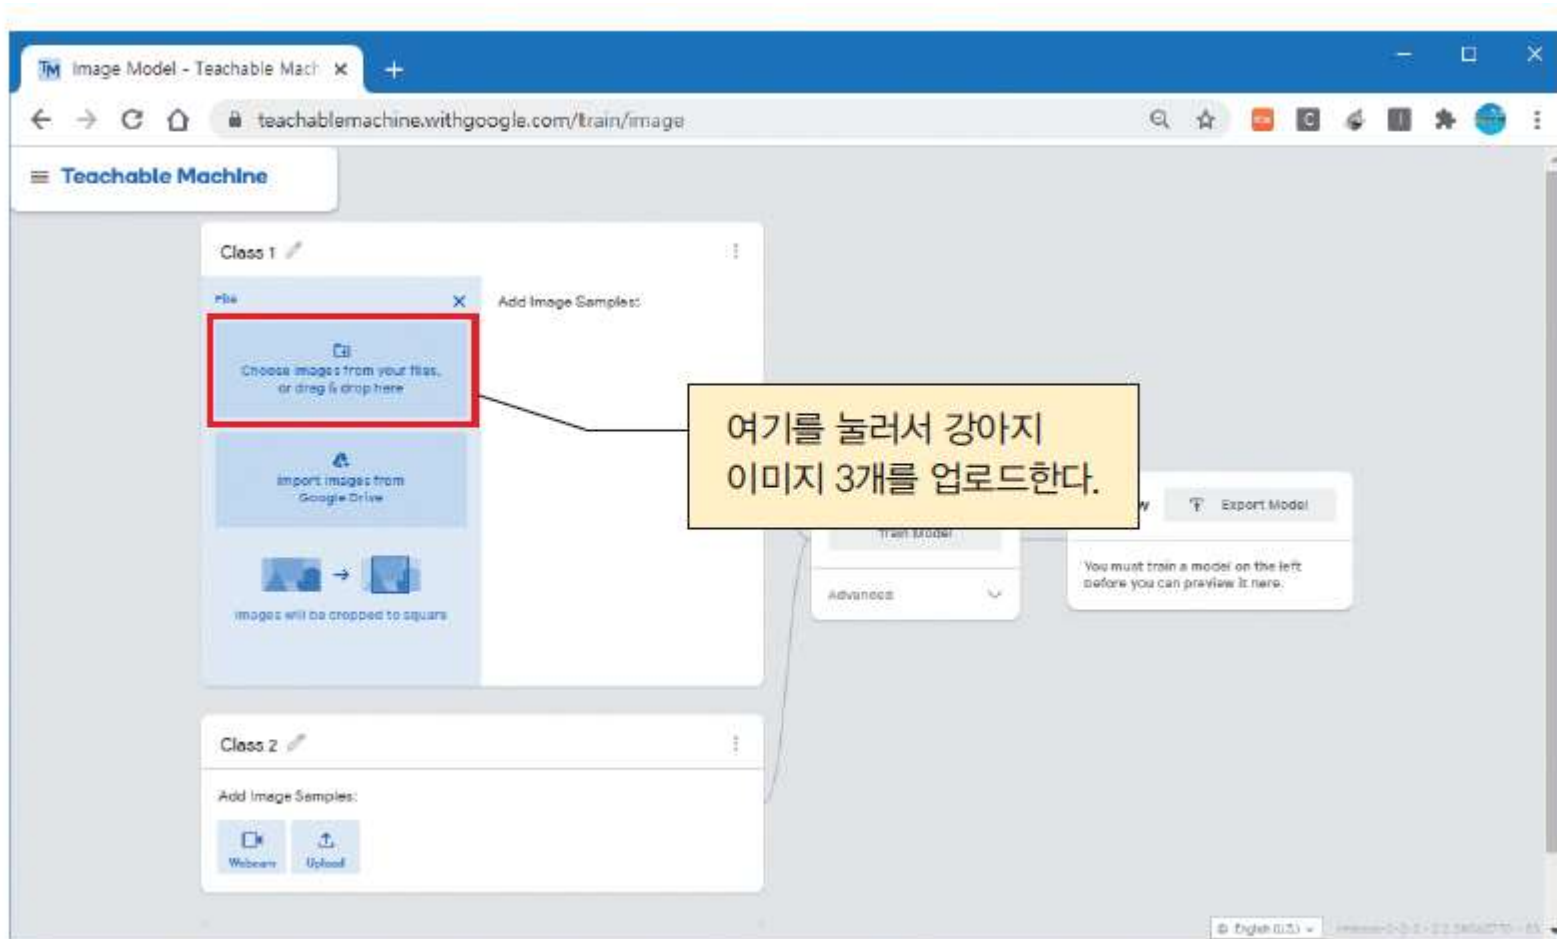 Image Model - Teachable Mach
teachablemachine.withgoogle.com/train/image
Teachable Machine
Class 1
File
Add Image Samples:
Choose images from your files,
or drag & drop here
여기를 눌러서 강아지
이미지 3개를 업로드한다.
Import images from
Google Drive
Export Model
Train Model
You must train a model on the left
before you can preview it here.
Advanced
Images will be cropped to square
Class 2
Add Image Samples:
Webcam
Upload
English